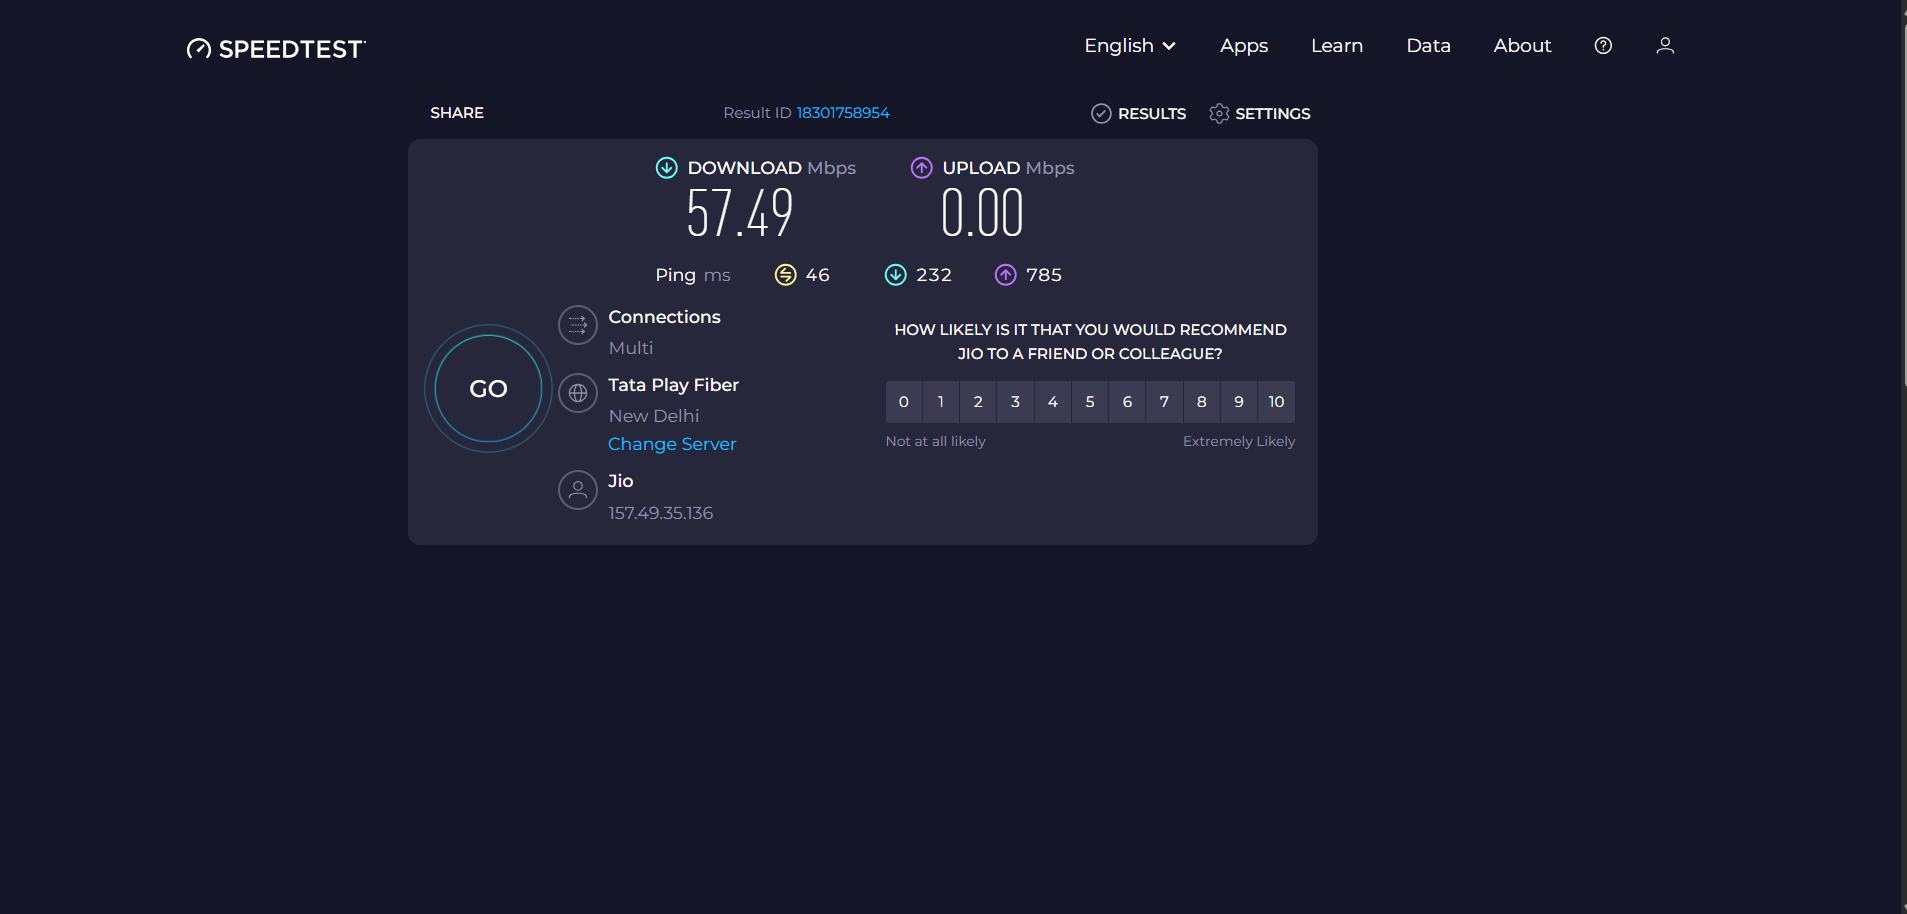 SPEEDTEST
English Apps Learn Data About
SHARE
Result ID 18301758954
RESULTS SETTINGS
DOWNLOAD Mbps
57.49
UPLOAD Mbps
0.00
Ping ms 46 232 785
GO
Connections
Multi
Tata Play Fiber
New Delhi
Change Server
Jio
157.49.35.136
HOW LIKELY IS IT THAT YOU WOULD RECOMMEND
JIO TO A FRIEND OR COLLEAGUE?
0 1 2 3 4 5 6 7 8 9 10
Not at all likely Extremely Likely